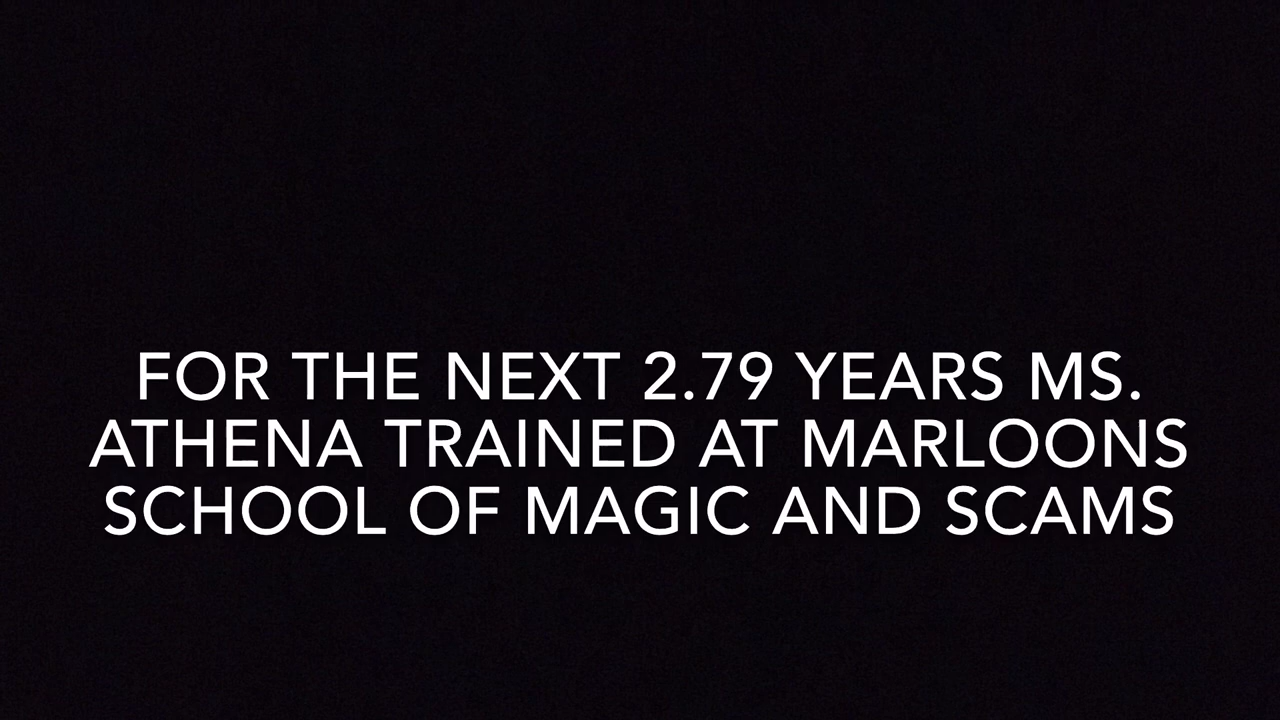 FOR THE NEXT 2.79 YEARS MS.
ATHENA TRAINED AT MARLOONS
SCHOOL OF MAGIC AND SCAMS